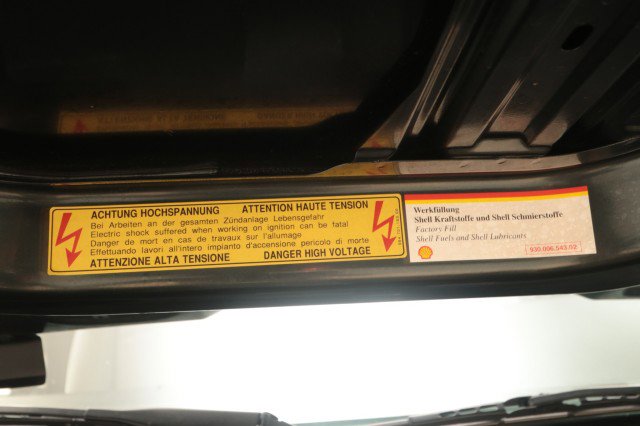 ACHTUNG HOCHSPANNUNG ATTENTION HAUTE TENSION
Bei Arbeiten an der gesamten Zündanlage Lebensgefahr
Electric shock suffered when working on ignition can be fatal
Danger de mort en cas de travaux sur l'allumage
Effettuando lavori all'intero impianto d'accensione pericolo di morte
ATTENZIONE ALTA TENSIONE DANGER HIGH VOLTAGE
Werkfüllung
Shell Kraftstoffe und Shell Schmierstoffe
Factory Fill
Shell Fuels and Shell Lubricants
930.006.543.02